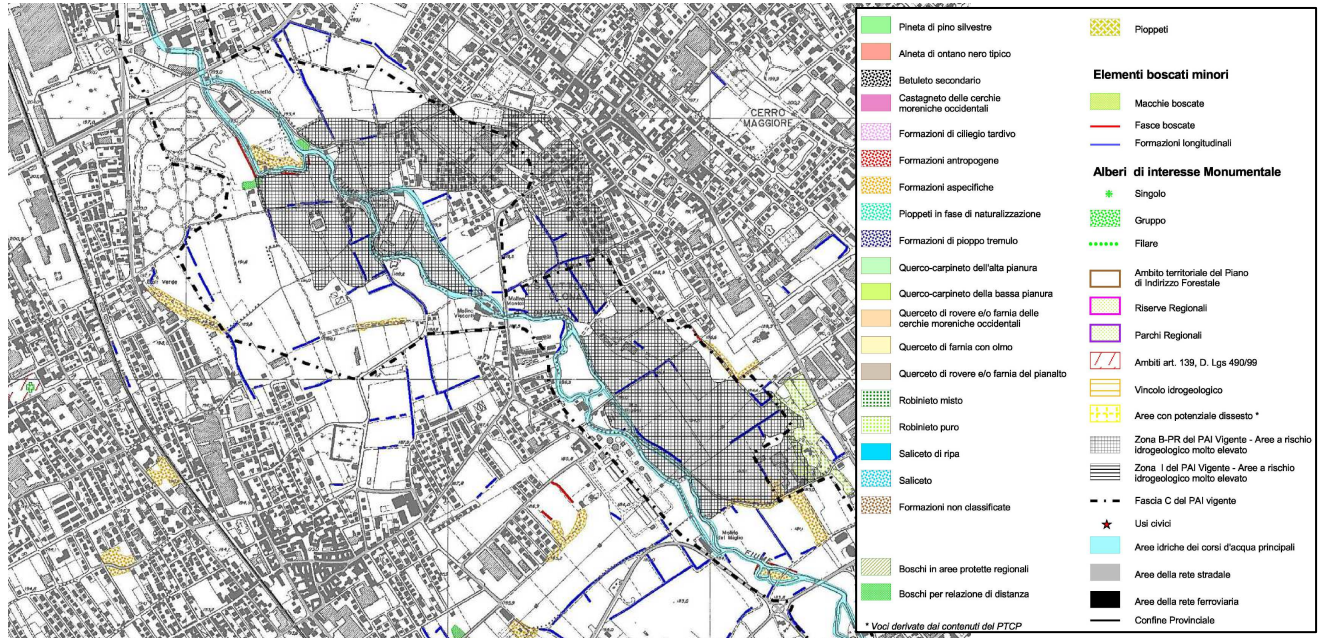 CERRO
MAGGIORE
Castello
Molino
Molino del Miglio
Pineta di pino silvestre
Alneta di ontano nero tipico
Betuleto secondario
Castagneto delle cerchie
moreniche occidentali
Formazioni di ciliegio tardivo
Formazioni antropogene
Formazioni aspecifiche
Pioppeti in fase di naturalizzazione
Formazioni di pioppo tremulo
Querco-carpineto dell'alta pianura
Querco-carpineto della bassa pianura
Querceto di rovere e/o farnia delle
cerchie moreniche occidentali
Querceto di farnia con olmo
Querceto di rovere e/o farnia del pianalto
Robinieto misto
Robinieto puro
Saliceto di ripa
Saliceto
Formazioni non classificate
Boschi in aree protette regionali
Boschi per relazione di distanza
* Voci derivate dai contenuti del PTCP
Pioppeti
Elementi boscati minori
Macchie boscate
Fasce boscate
Formazioni longitudinali
Alberi di interesse Monumentale
Singolo
Gruppo
Filare
Ambito territoriale del Piano
di Indirizzo Forestale
Riserve Regionali
Parchi Regionali
Ambiti art. 139, D. Lgs 490/99
Vincolo idrogeologico
Aree con potenziale dissesto *
Zona B-PR del PAI Vigente - Aree a rischio
idrogeologico molto elevato
Zona I del PAI Vigente - Aree a rischio
idrogeologico molto elevato
Fascia C del PAI vigente
Usi civici
Aree idriche dei corsi d'acqua principali
Aree della rete stradale
Aree della rete ferroviaria
Confine Provinciale